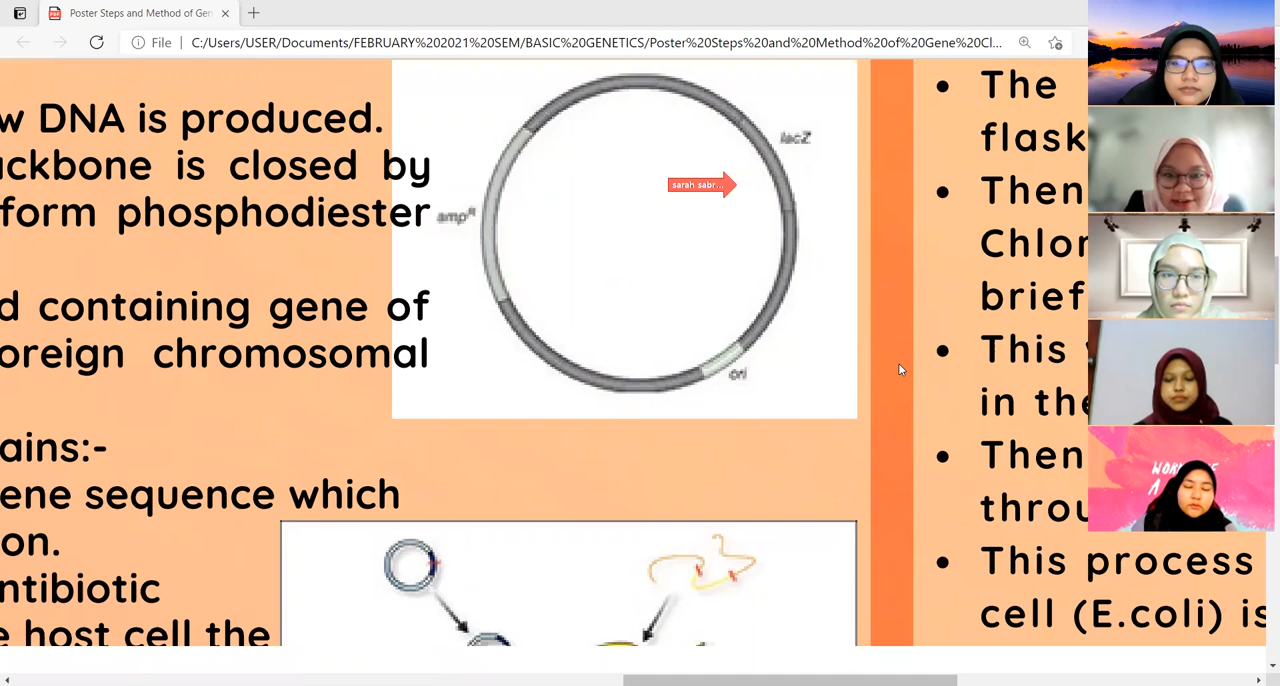 Poster Steps and Method of Gen
File
C:/Users/USER/Documents/FEBRUARY%202021%20SEM/BASIC%20GENETICS/Poster%20Steps%20and%20Method%20of%20Gene%20Cl...
w DNA is produced.
ackbone is closed by
form phosphodiester
d containing gene of
oreign chromosomal
ains:-
ene sequence which
on.
ntibiotic
e host cell the
lacZ
sarah sabr...
amp^R
ori
The
flask
Then
Chlor
brief
This
in the
Then
throu
This process
cell (E.coli) is